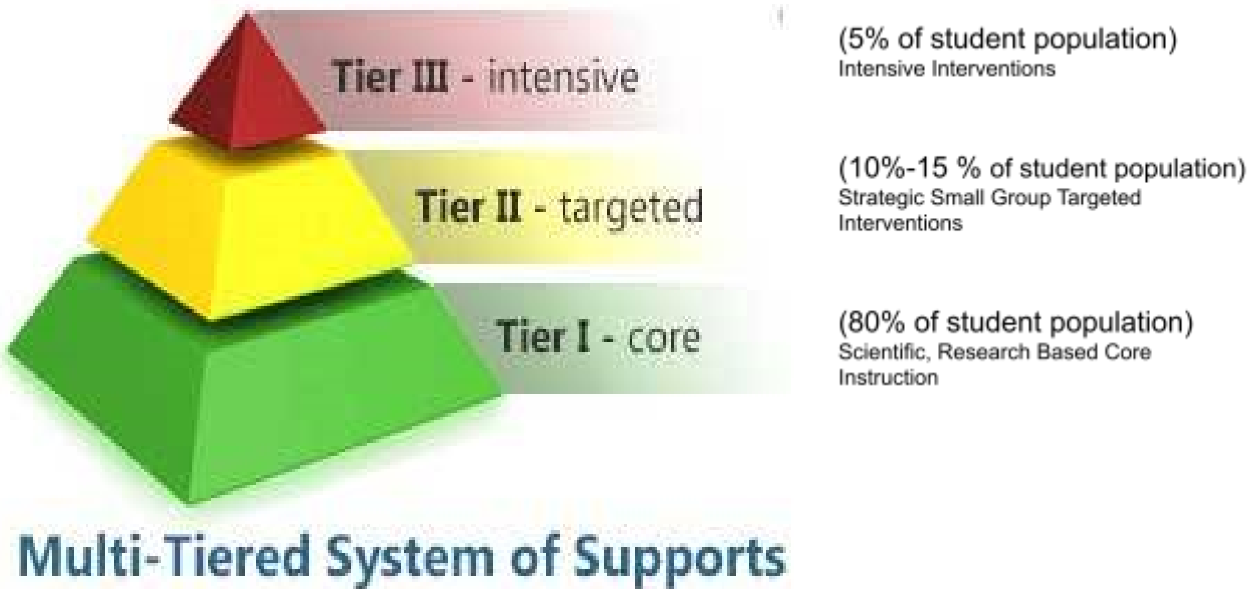 Tier III - intensive
(5% of student population)
Intensive Interventions
Tier II - targeted
(10%-15 % of student population)
Strategic Small Group Targeted
Interventions
Tier I - core
(80% of student population)
Scientific, Research Based Core
Instruction
Multi-Tiered System of Supports